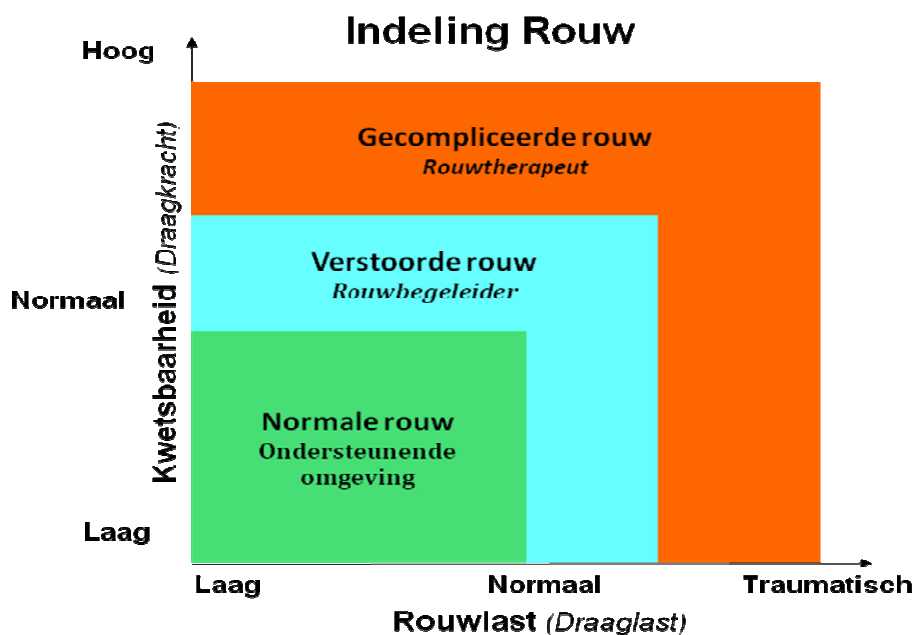 Indeling Rouw
Hoog
Gecompliceerde rouw
Rouwtherapeut
Verstoorde rouw
Rouwbegeleider
Normaal
Kwetsbaarheid (Draagkracht)
Normale rouw
Ondersteunende
omgeving
Laag
Laag Normaal Traumatisch
Rouwlast (Draaglast)